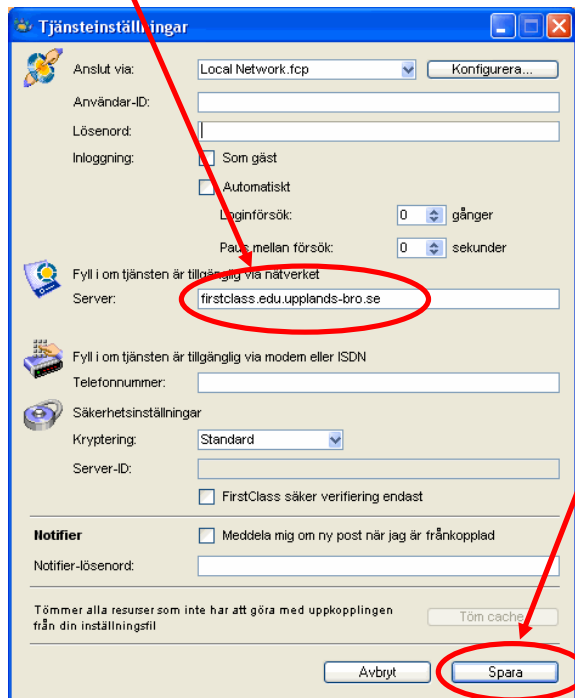 Tjänsteinställningar
Anslut via: Local Network.fcp Konfigurera...
Användar-ID:
Lösenord:
Inloggning: Som gäst
Automatiskt
Loginförsök: 0 gånger
Paus mellan försök: 0 sekunder
Fyll i om tjänsten är tillgänglig via nätverket
Server: firstclass.edu.upplands-bro.se
Fyll i om tjänsten är tillgänglig via modem eller ISDN
Telefonnummer:
Säkerhetsinställningar
Kryptering: Standard
Server-ID:
FirstClass säker verifiering endast
Notifier Meddela mig om ny post när jag är frånkopplad
Notifier-lösenord:
Tömmer alla resurser som inte har att göra med uppkopplingen
från din inställningsfil Töm cache
Avbryt Spara